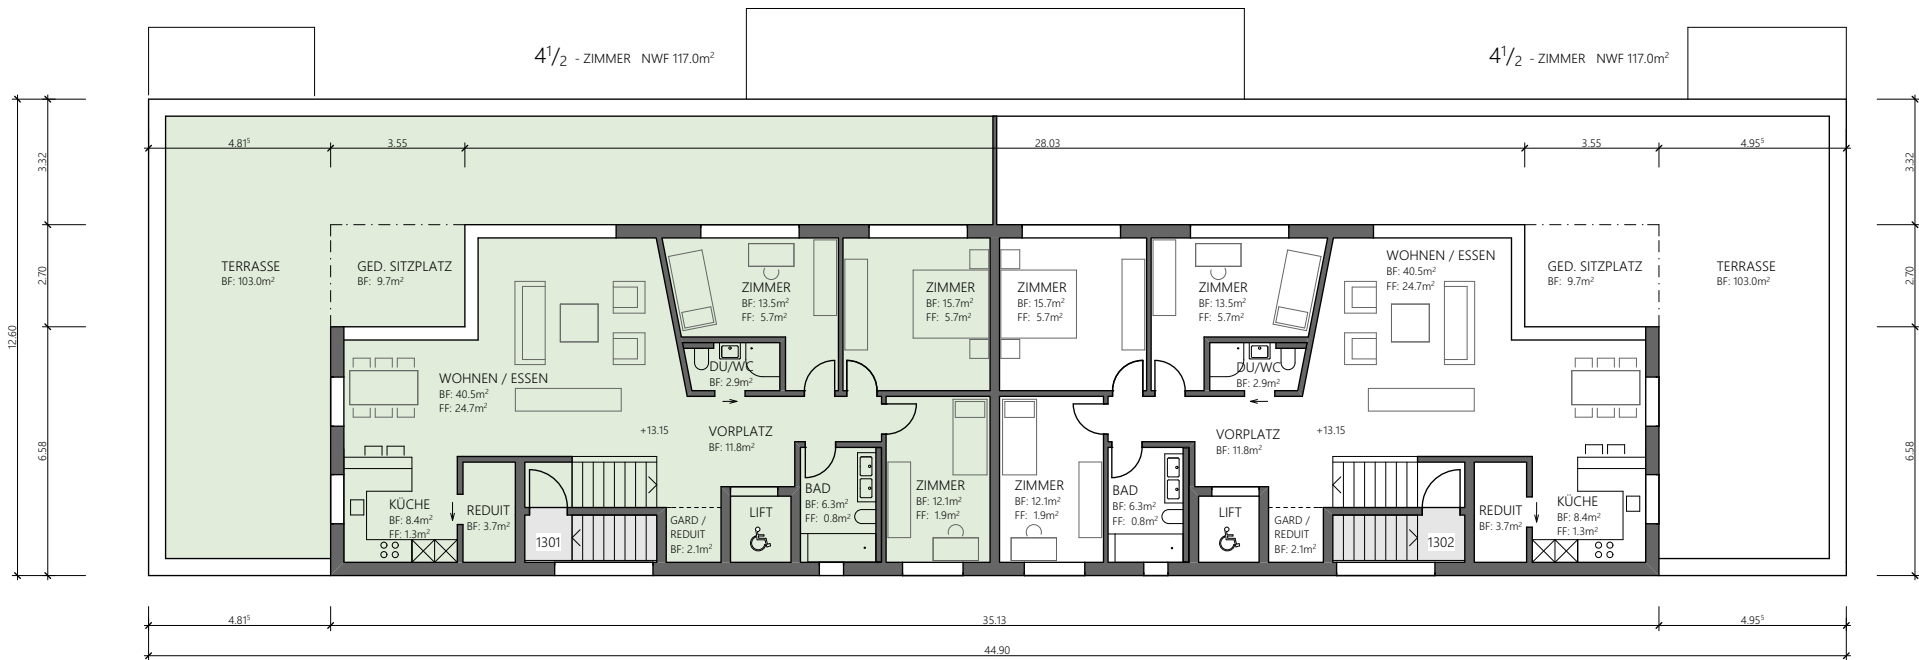 4 1/2 - ZIMMER NWF 117.0m²
4 1/2 - ZIMMER NWF 117.0m²
4.81⁵
3.55
28.03
3.55
4.95⁵
3.32
2.70
6.58
12.60
3.32
2.70
6.58
TERRASSE
BF: 103.0m²
GED. SITZPLATZ
BF: 9.7m²
WOHNEN / ESSEN
BF: 40.5m²
FF: 24.7m²
ZIMMER
BF: 13.5m²
FF: 5.7m²
ZIMMER
BF: 15.7m²
FF: 5.7m²
DU/WC
BF: 2.9m²
+13.15
VORPLATZ
BF: 11.8m²
KÜCHE
BF: 8.4m²
FF: 1.3m²
REDUIT
BF: 3.7m²
1301
GARD /
REDUIT
BF: 2.1m²
LIFT
BAD
BF: 6.3m²
FF: 0.8m²
ZIMMER
BF: 12.1m²
FF: 1.9m²
ZIMMER
BF: 15.7m²
FF: 5.7m²
ZIMMER
BF: 13.5m²
FF: 5.7m²
WOHNEN / ESSEN
BF: 40.5m²
FF: 24.7m²
GED. SITZPLATZ
BF: 9.7m²
TERRASSE
BF: 103.0m²
DU/WC
BF: 2.9m²
VORPLATZ
BF: 11.8m²
+13.15
ZIMMER
BF: 12.1m²
FF: 1.9m²
BAD
BF: 6.3m²
FF: 0.8m²
LIFT
GARD /
REDUIT
BF: 2.1m²
1302
REDUIT
BF: 3.7m²
KÜCHE
BF: 8.4m²
FF: 1.3m²
4.81⁵
35.13
4.95⁵
44.90